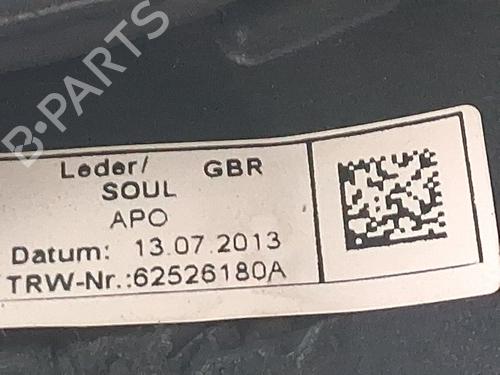 B-PARTS
Leder/ GBR
SOUL
APO
Datum: 13.07.2013
TRW-Nr.:62526180A